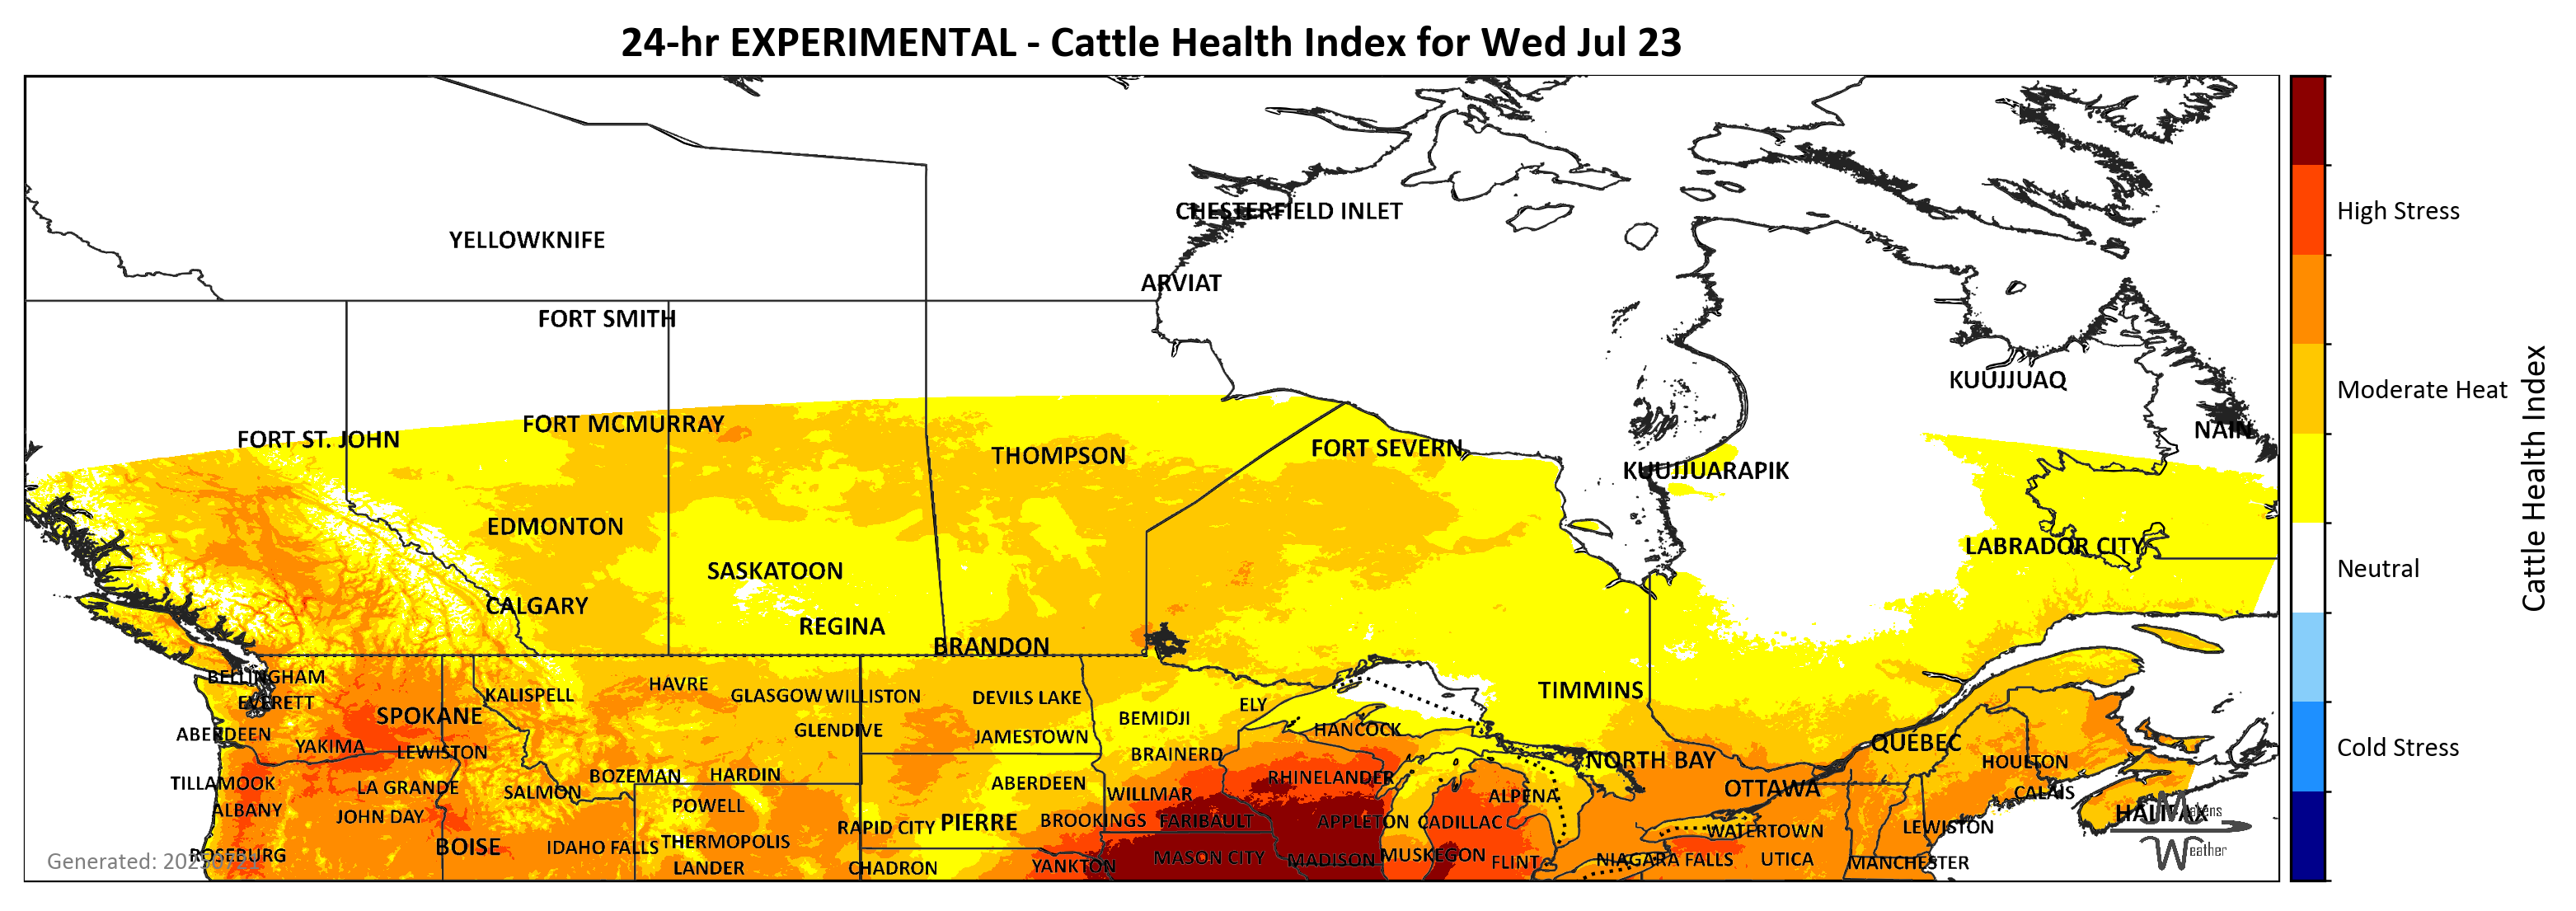 24-hr EXPERIMENTAL - Cattle Health Index for Wed Jul 23
CHESTERFIELD INLET
High Stress
YELLOWKNIFE
ARVIAT
FORT SMITH
KUUJJUAQ
Moderate Heat
FORT MCMURRAY
NAIN
FORT ST. JOHN
FORT SEVERN
THOMPSON
KUUJJUARAPIK
Cattle Health Index
EDMONTON
LABRADOR CITY
SASKATOON
Neutral
CALGARY
REGINA
BRANDON
BELLINGHAM
HAVRE
TIMMINS
KALISPELL
GLASGOW WILLISTON
DEVILS LAKE
EVERETT
ELY
SPOKANE
BEMIDJI
GLENDIVE
HANCOCK
ABERDEEN
JAMESTOWN
QUEBEC
YAKIMA
LEWISTON
BRAINERD
Cold Stress
NORTH BAY
HOULTON
BOZEMAN
HARDIN
RHINELANDER
TILLAMOOK
LA GRANDE
ABERDEEN
OTTAWA
SALMON
WILLMAR
ALPENA
CALAIS
POWELL
ALBANY
JOHN DAY
HALIFAX
Makens
RAPID CITY
PIERRE
BROOKINGS
FARIBAULT
APPLETON
CADILLAC
WATERTOWN
LEWISTON
BOISE
IDAHO FALLS
THERMOPOLIS
Weather
ROSEBURG
MASON CITY
MADISON
MUSKEGON
FLINT
NIAGARA FALLS
UTICA
MANCHESTER
Generated:
LANDER
CHADRON
YANKTON